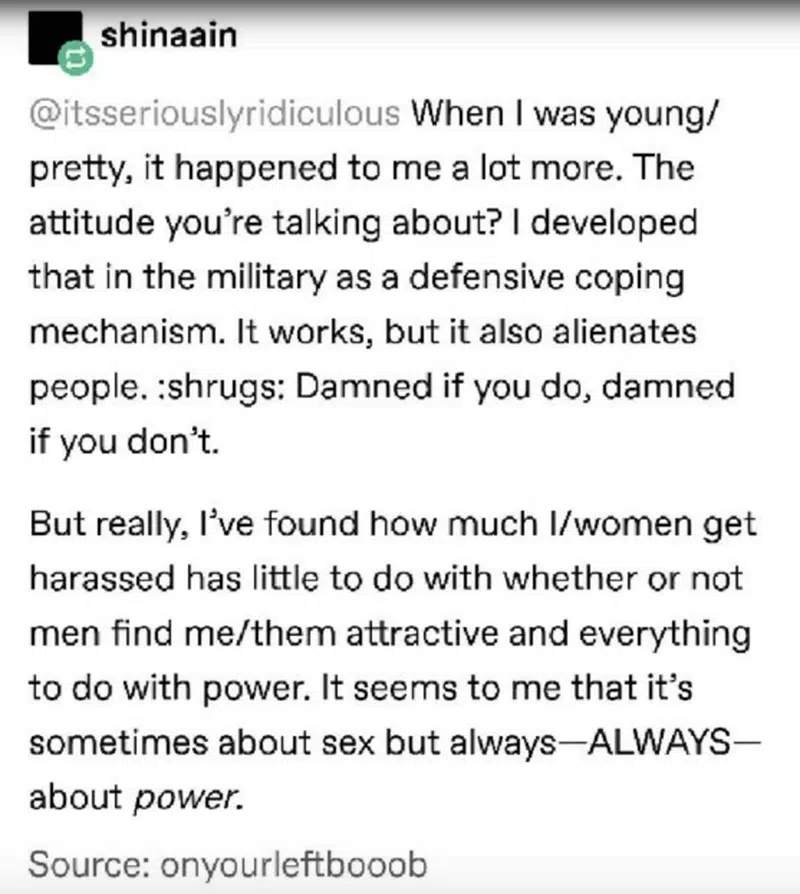 shinaain
@itsseriouslyridiculous When I was young/
pretty, it happened to me a lot more. The
attitude you’re talking about? I developed
that in the military as a defensive coping
mechanism. It works, but it also alienates
people. :shrugs: Damned if you do, damned
if you don’t.
But really, I’ve found how much I/women get
harassed has little to do with whether or not
men find me/them attractive and everything
to do with power. It seems to me that it’s
sometimes about sex but always—ALWAYS—
about power.
Source: onyourleftbooob